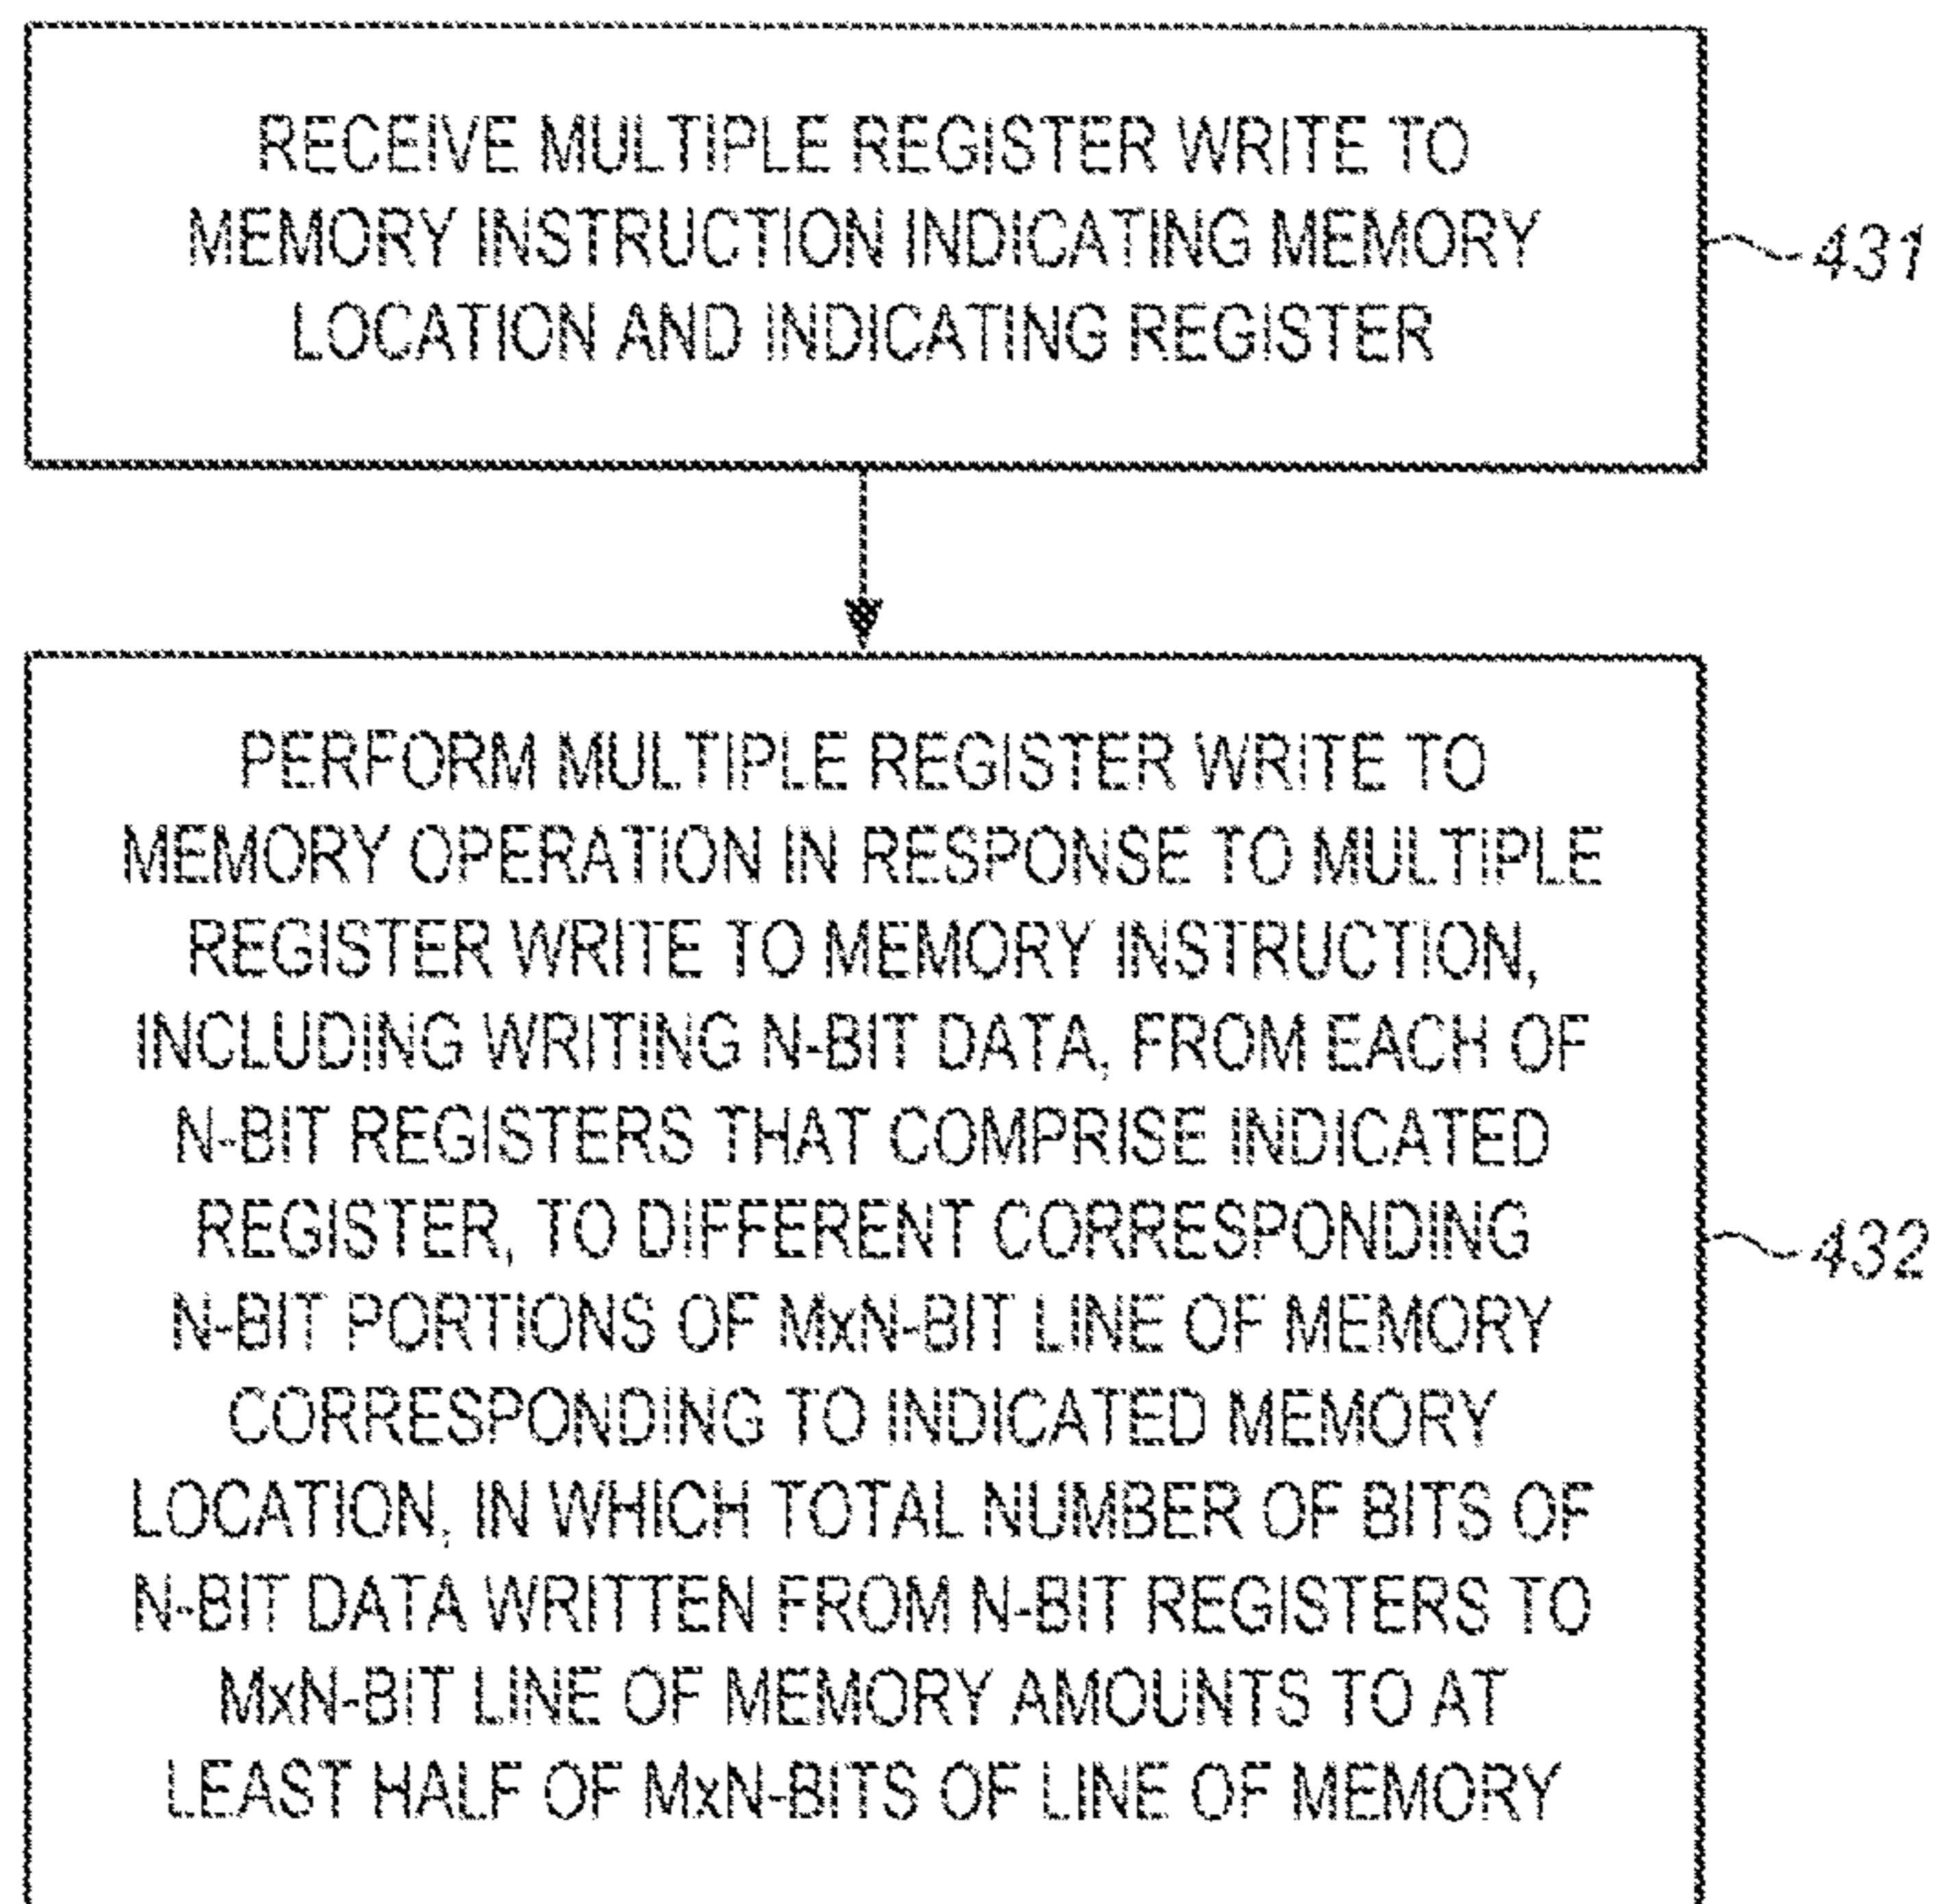 RECEIVE MULTIPLE REGISTER WRITE TO
MEMORY INSTRUCTION INDICATING MEMORY
LOCATION AND INDICATING REGISTER
431
PERFORM MULTIPLE REGISTER WRITE TO
MEMORY OPERATION IN RESPONSE TO MULTIPLE
REGISTER WRITE TO MEMORY INSTRUCTION,
INCLUDING WRITING N-BIT DATA, FROM EACH OF
N-BIT REGISTERS THAT COMPRISE INDICATED
REGISTER, TO DIFFERENT CORRESPONDING
N-BIT PORTIONS OF MxN-BIT LINE OF MEMORY
CORRESPONDING TO INDICATED MEMORY
LOCATION, IN WHICH TOTAL NUMBER OF BITS OF
N-BIT DATA WRITTEN FROM N-BIT REGISTERS TO
MxN-BIT LINE OF MEMORY AMOUNTS TO AT
LEAST HALF OF MxN-BITS OF LINE OF MEMORY
432